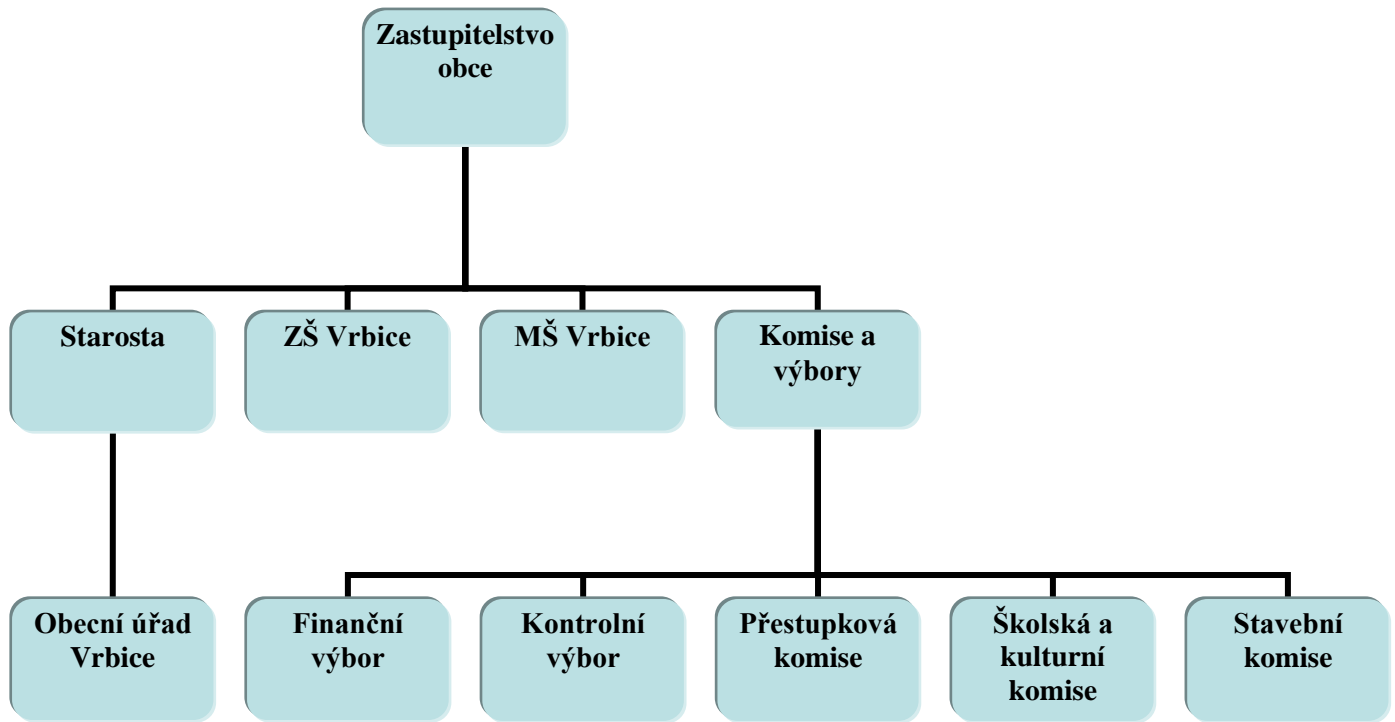 Zastupitelstvo
obce
Starosta
ZŠ Vrbice
MŠ Vrbice
Komise a
výbory
Obecní úřad
Vrbice
Finanční
výbor
Kontrolní
výbor
Přestupková
komise
Školská a
kulturní
komise
Stavební
komise